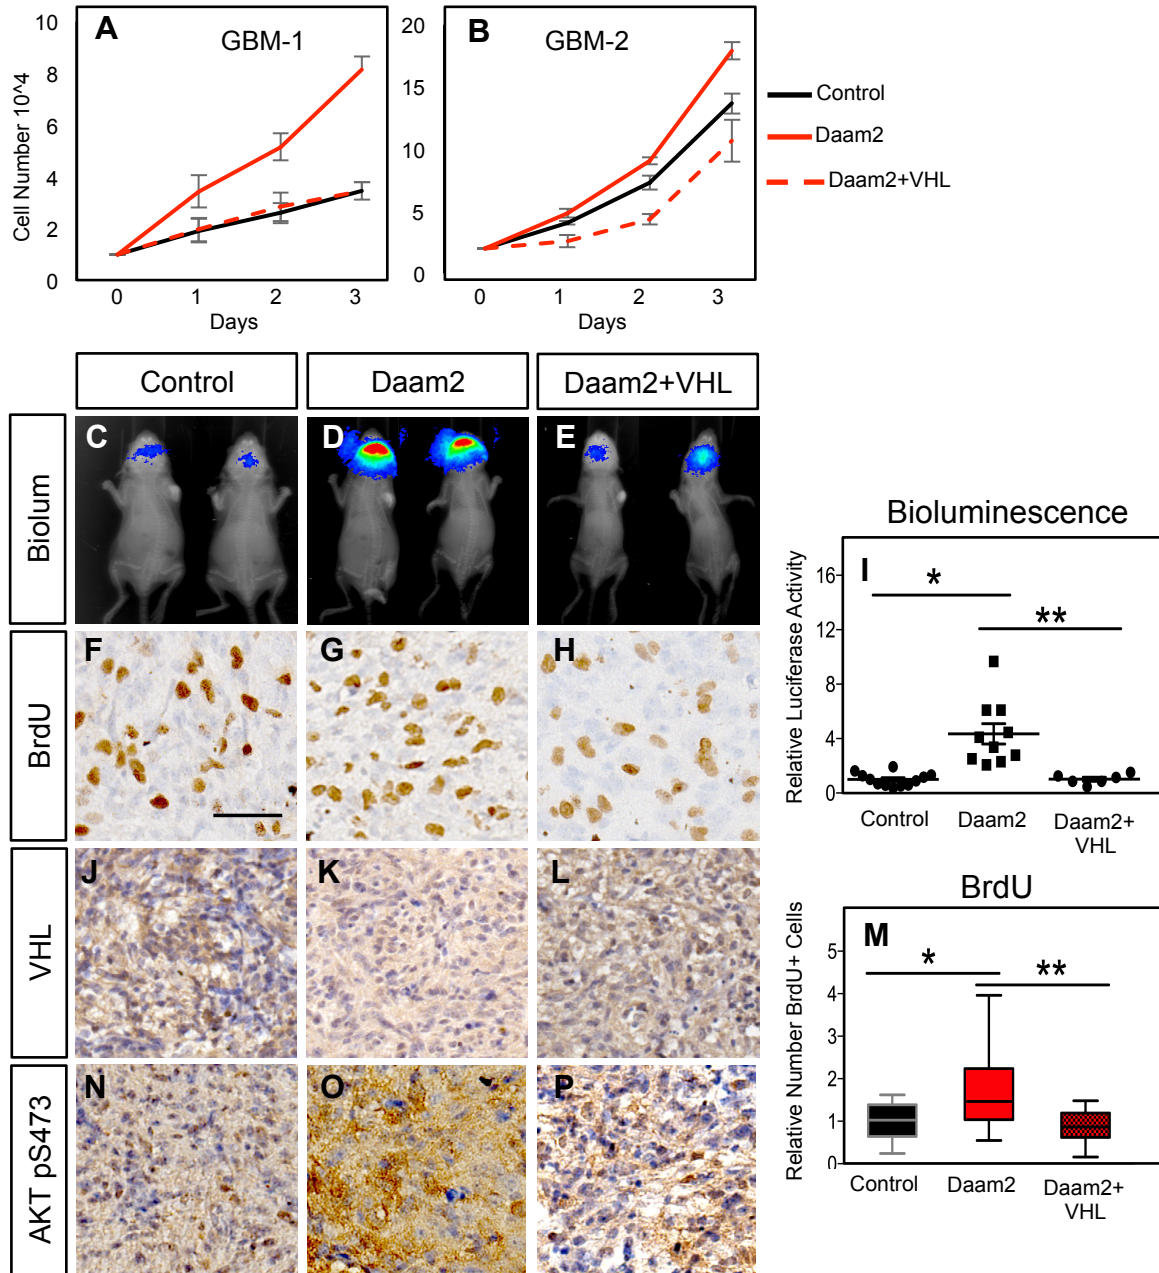 A
GBM-1
10
8
6
4
2
0
Cell Number 10^4
0 1 2 3
Days
B
GBM-2
20
15
10
5
0
0 1 2 3
Days
Control
Daam2
Daam2+VHL
Control
Daam2
Daam2+VHL
Biolum
C
D
E
BrdU
F
G
H
VHL
J
K
L
AKT pS473
N
O
P
Bioluminescence
I
Relative Luciferase Activity
16
12
8
4
0
*
**
Control
Daam2
Daam2+
VHL
BrdU
M
Relative Number BrdU+ Cells
5
4
3
2
1
0
*
**
Control
Daam2
Daam2+
VHL